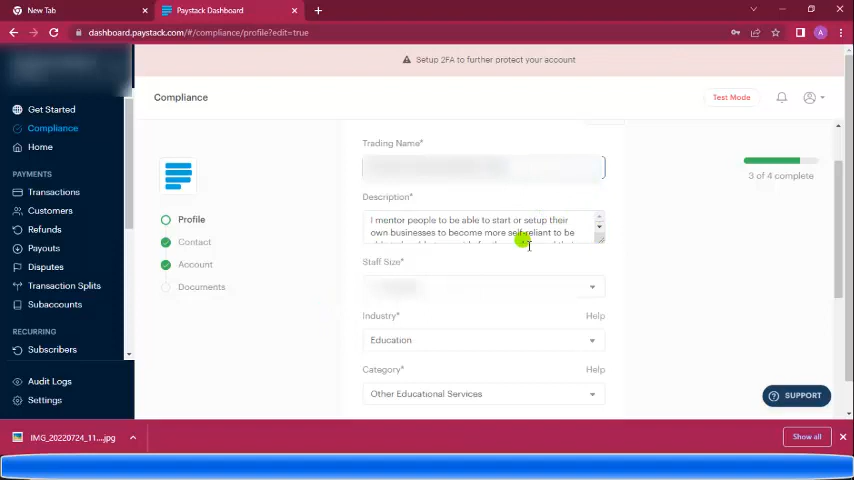 New Tab
Paystack Dashboard
dashboard.paystack.com/#/compliance/profile?edit=true
A
Setup 2FA to further protect your account
Compliance
Test Mode
Get Started
Compliance
Home
PAYMENTS
Transactions
Customers
Refunds
Payouts
Disputes
Transaction Splits
Subaccounts
RECURRING
Subscribers
Audit Logs
Settings
Profile
Contact
Account
Documents
Trading Name*
Description*
I mentor people to be able to start or setup their
own businesses to become more self-reliant to be
Staff Size*
Industry*
Help
Education
Category*
Help
Other Educational Services
3 of 4 complete
SUPPORT
IMG_20220724_11....jpg
Show all